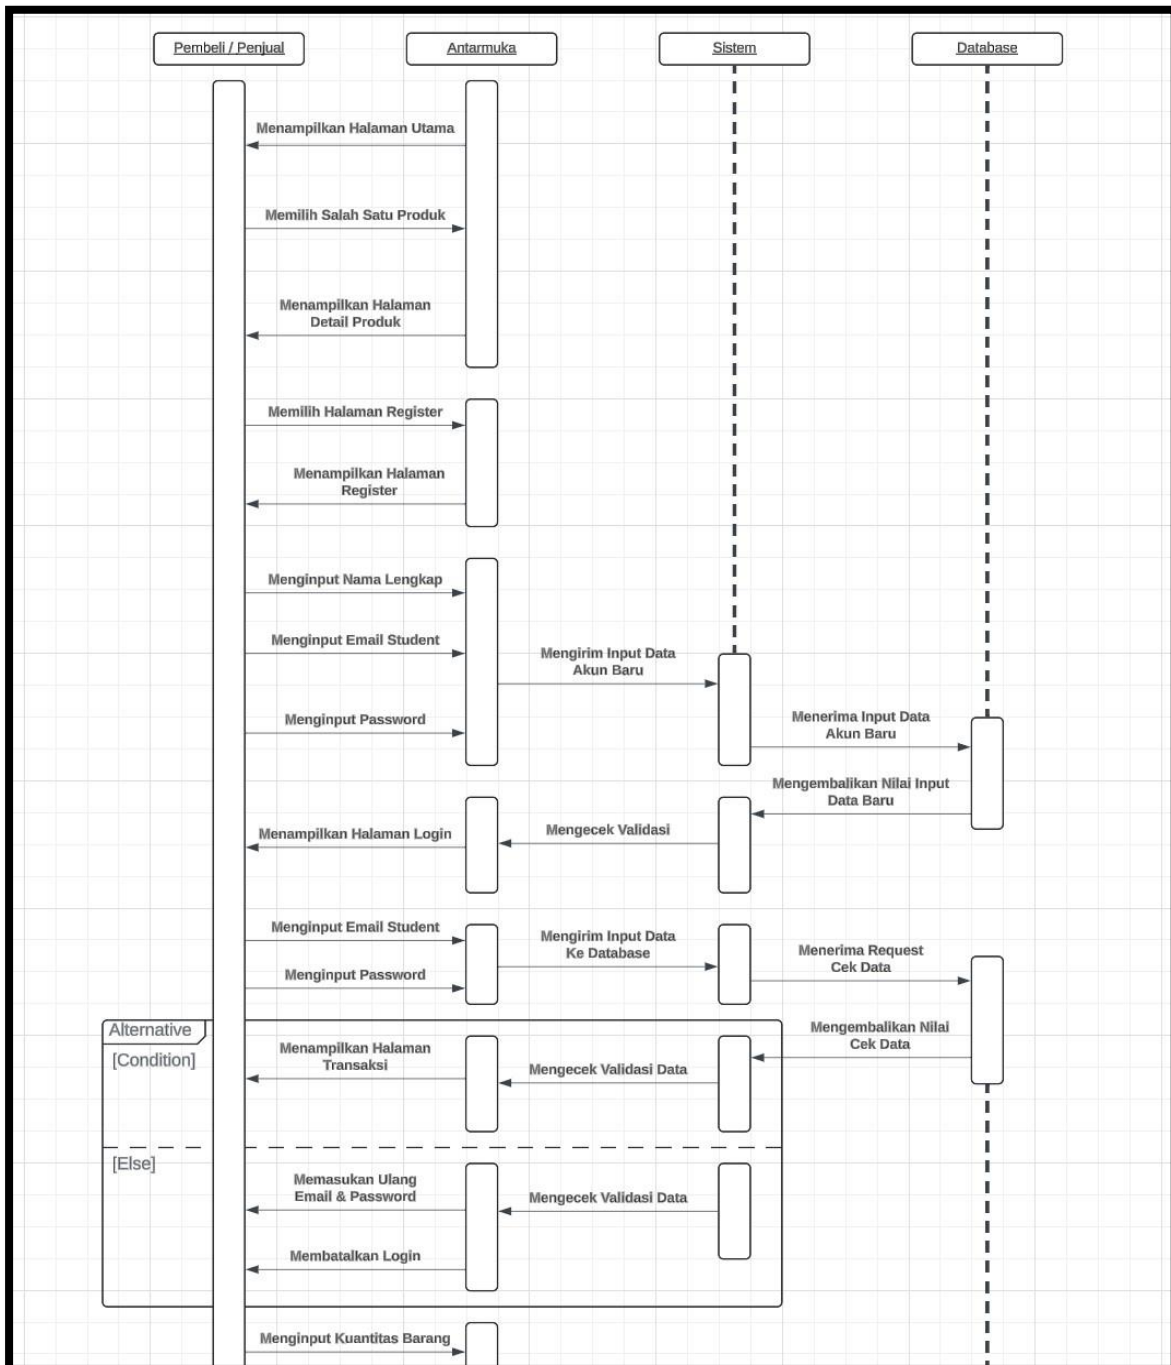 Pembeli / Penjual
Antarmuka
Sistem
Database
Menampilkan Halaman Utama
Memilih Salah Satu Produk
Menampilkan Halaman
Detail Produk
Memilih Halaman Register
Menampilkan Halaman
Register
Menginput Nama Lengkap
Menginput Email Student
Mengirim Input Data
Akun Baru
Menginput Password
Menerima Input Data
Akun Baru
Mengembalikan Nilai Input
Data Baru
Mengecek Validasi
Menampilkan Halaman Login
Menginput Email Student
Mengirim Input Data
Ke Database
Menerima Request
Cek Data
Menginput Password
Alternative
[Condition]
Mengembalikan Nilai
Cek Data
Menampilkan Halaman
Transaksi
Mengecek Validasi Data
[Else]
Memasukan Ulang
Email & Password
Mengecek Validasi Data
Membatalkan Login
Menginput Kuantitas Barang